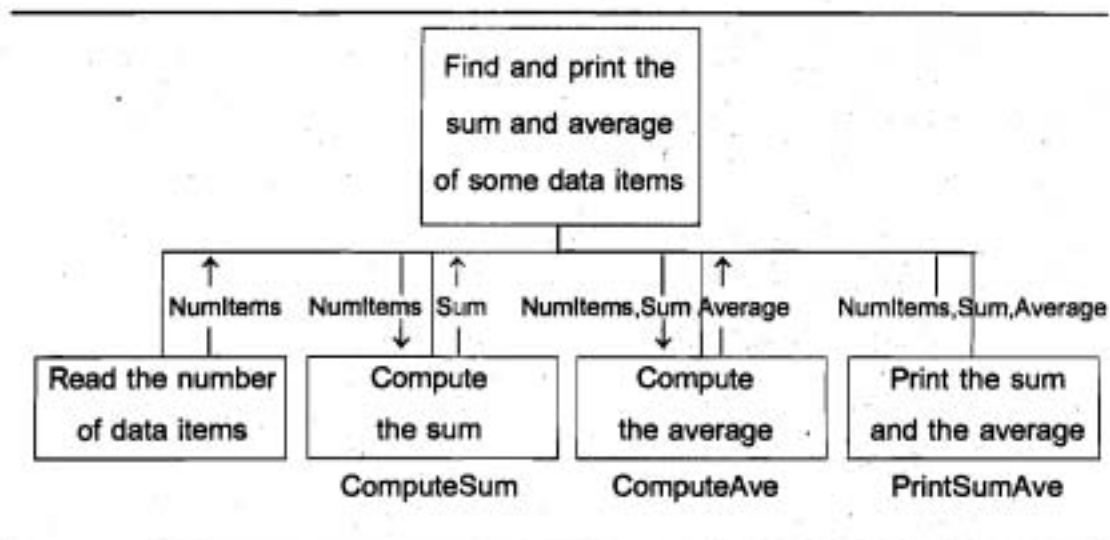 Find and print the
sum and average
of some data items
NumItems
NumItems
Sum
NumItems,Sum
Average
NumItems,Sum,Average
Read the number
of data items
Compute
the sum
Compute
the average
Print the sum
and the average
ComputeSum
ComputeAve
PrintSumAve